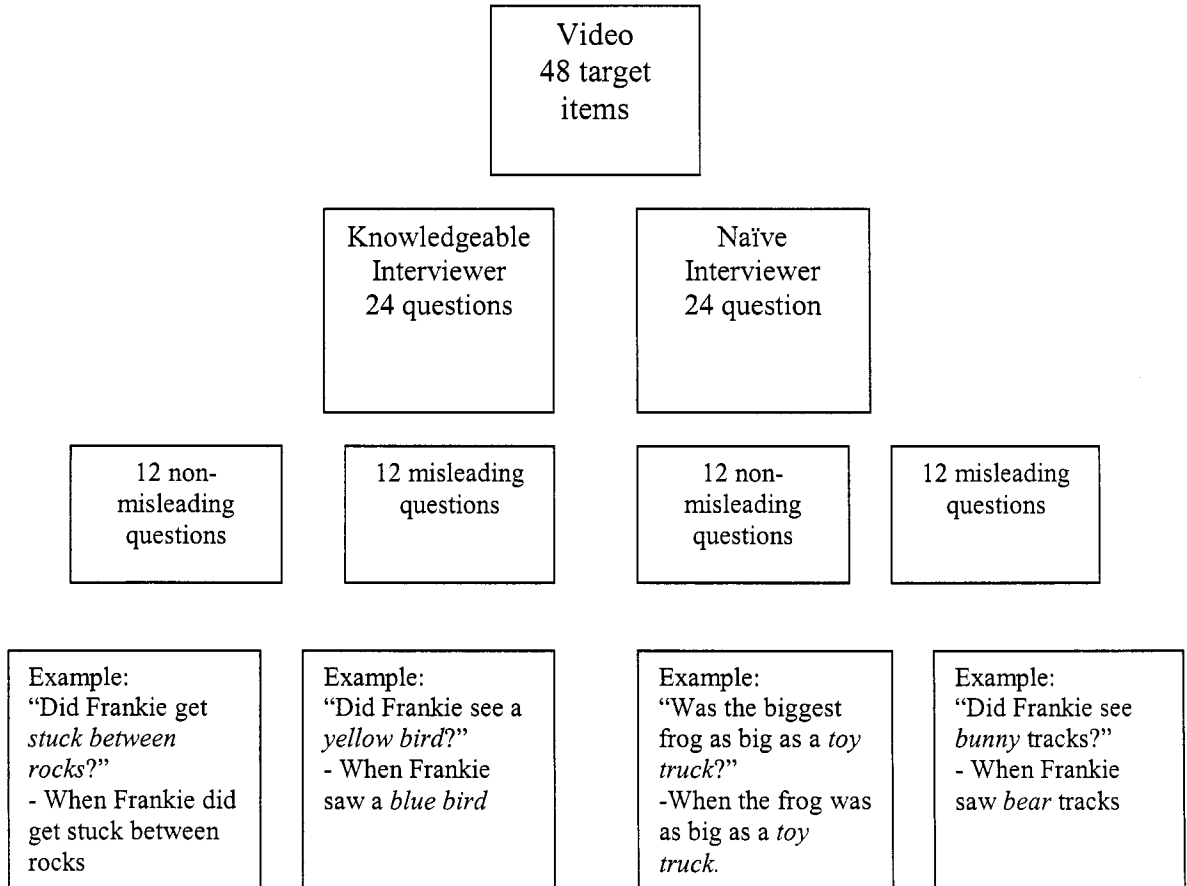 Video
48 target
items
Knowledgeable
Interviewer
24 questions
Naïve
Interviewer
24 question
12 non-
misleading
questions
12 misleading
questions
12 non-
misleading
questions
12 misleading
questions
Example:
“Did Frankie get
stuck between
rocks?”
- When Frankie did
get stuck between
rocks
Example:
“Did Frankie see a
yellow bird?”
- When Frankie
saw a blue bird
Example:
“Was the biggest
frog as big as a toy
truck?”
-When the frog was
as big as a toy
truck.
Example:
“Did Frankie see
bunny tracks?”
- When Frankie
saw bear tracks